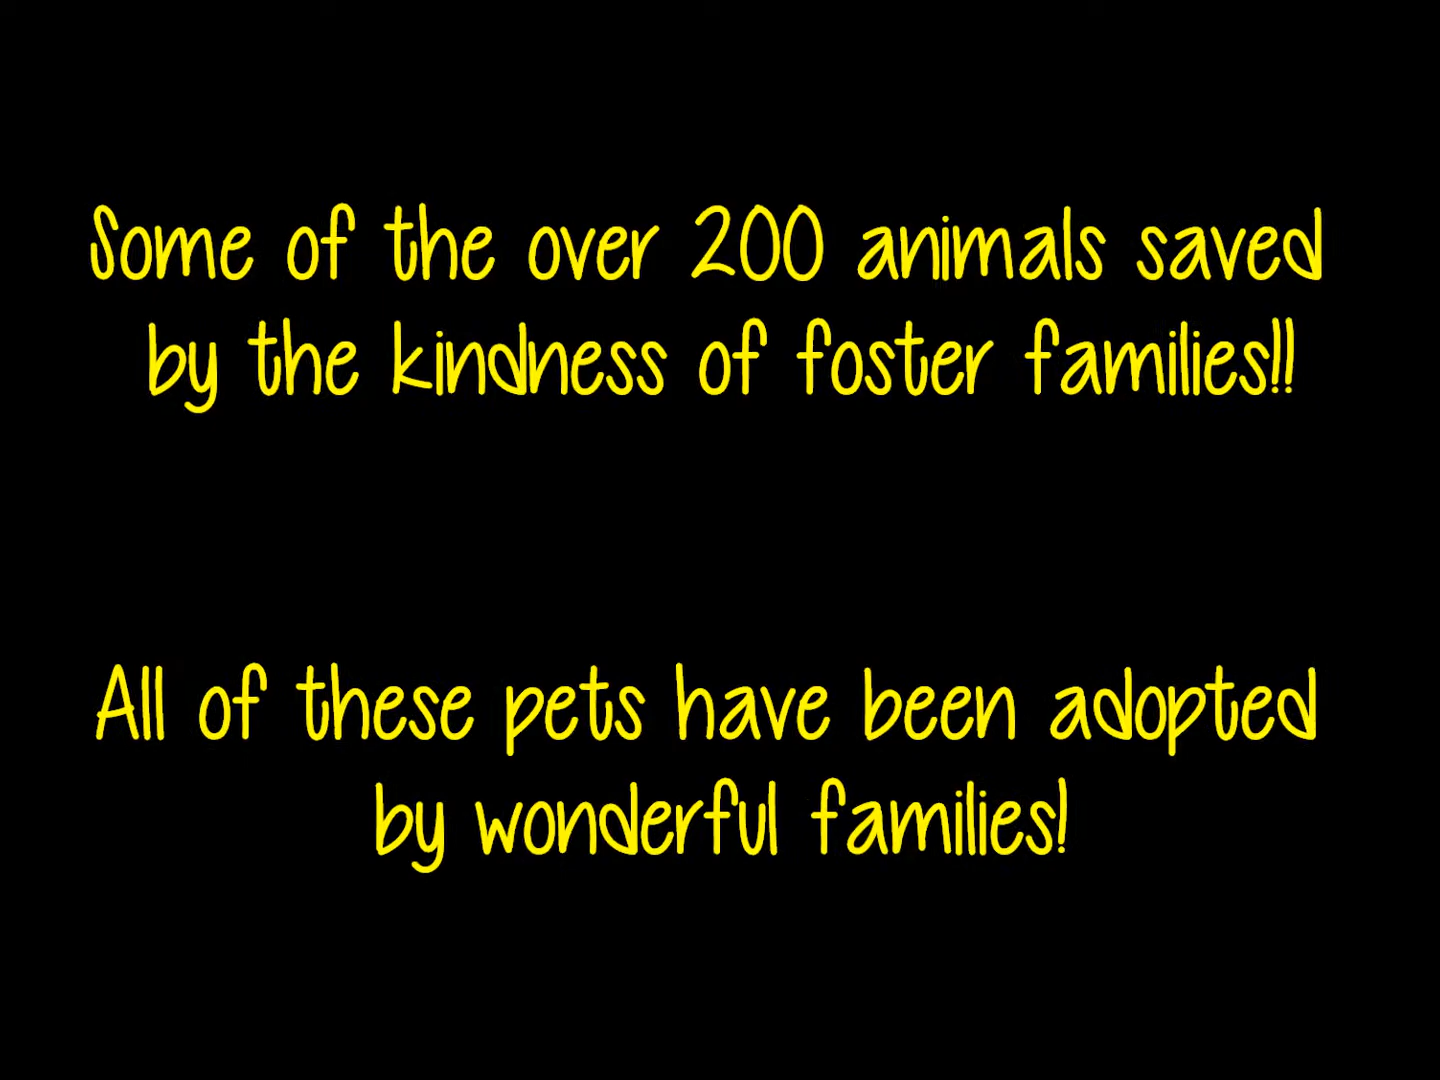 Some of the over 200 animals saved
by the kindness of foster families!!
All of these pets have been adopted
by wonderful families!